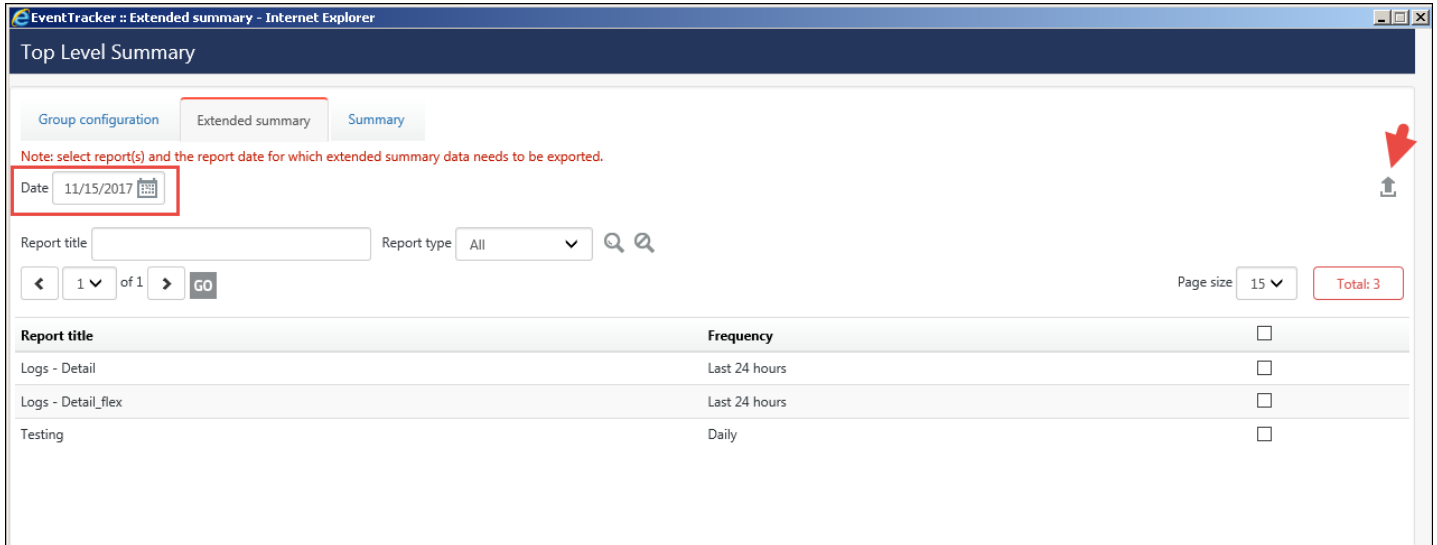 EventTracker :: Extended summary - Internet Explorer
Top Level Summary
Group configuration Extended summary Summary
Note: select report(s) and the report date for which extended summary data needs to be exported.
Date 11/15/2017
Report title Report type All
1 of 1 GO Page size 15 Total: 3
Report title Frequency
Logs - Detail Last 24 hours
Logs - Detail_flex Last 24 hours
Testing Daily